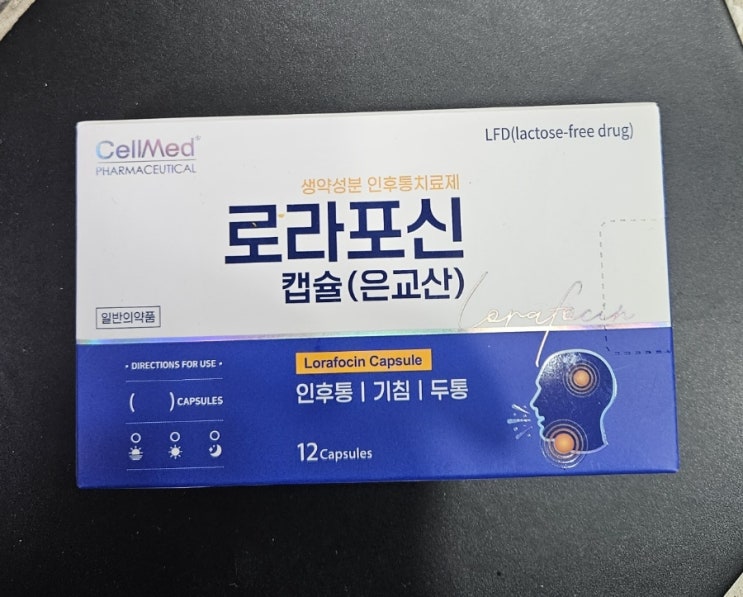 CellMed®
PHARMACEUTICAL
LFD(lactose-free drug)
생약성분 인후통치료제
로라포신
캡슐(은교산)
Lorafocin
일반의약품
• DIRECTIONS FOR USE •
( ) CAPSULES
Lorafocin Capsule
인후통 | 기침 | 두통
12 Capsules